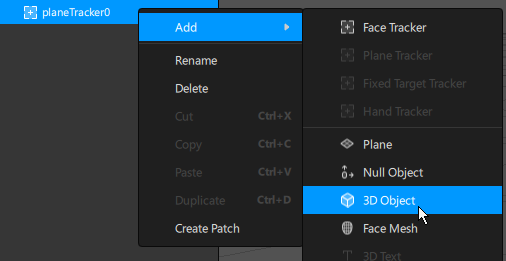 planeTracker0
Add
Rename
Delete
Cut Ctrl+X
Copy Ctrl+C
Paste Ctrl+V
Duplicate Ctrl+D
Create Patch
Face Tracker
Plane Tracker
Fixed Target Tracker
Hand Tracker
Plane
Null Object
3D Object
Face Mesh
3D Text